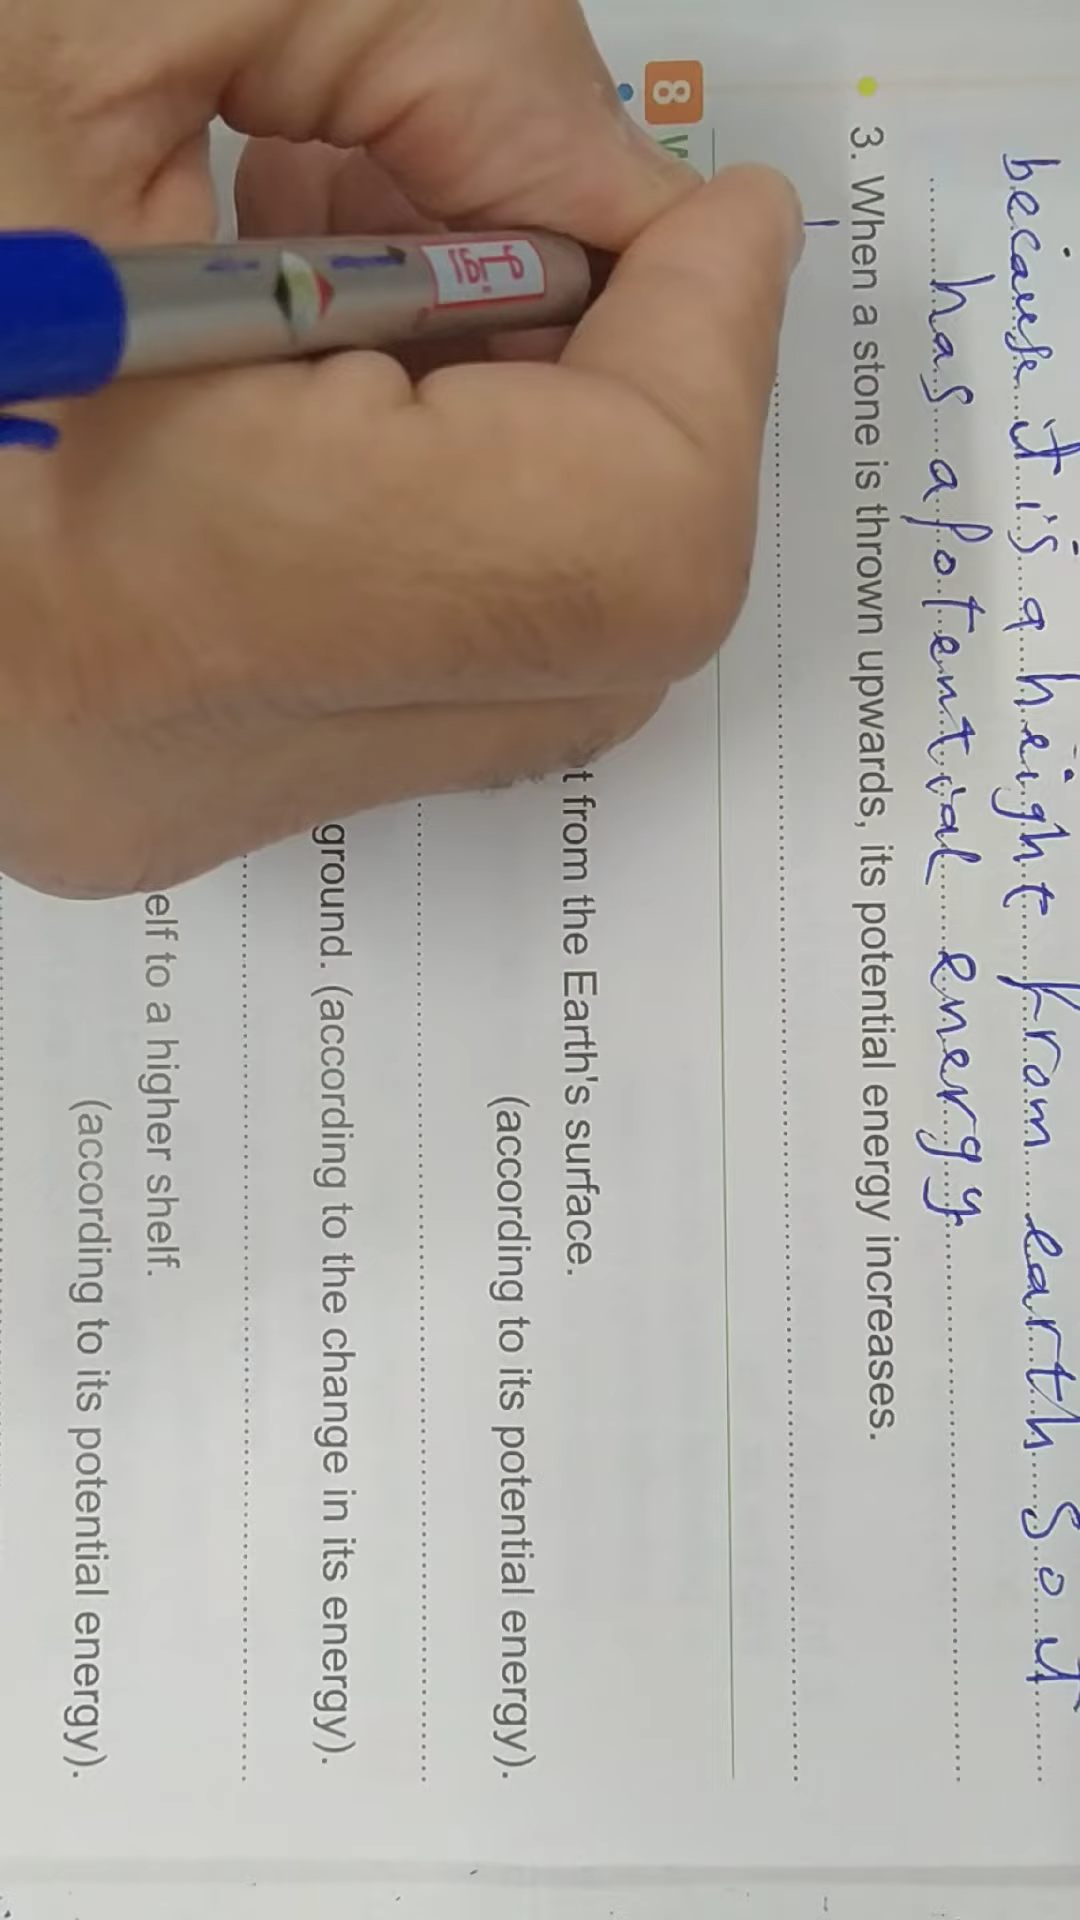 because it is a height from earth so it
has a potential energy
3. When a stone is thrown upwards, its potential energy increases.
8
from the Earth's surface.
(according to its potential energy).
ground. (according to the change in its energy).
to a higher shelf.
(according to its potential energy).